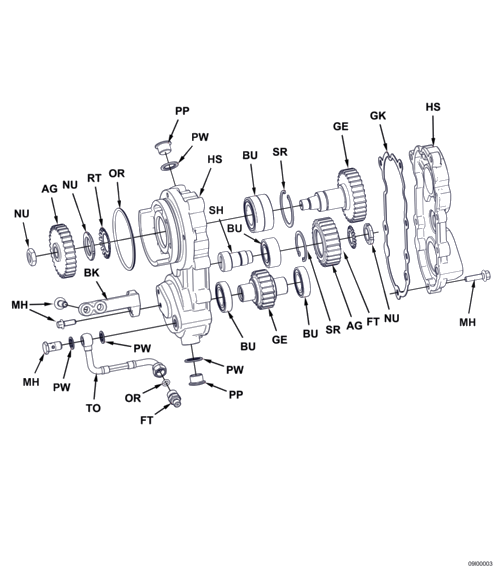 PP
PW
HS
GK
HS
GE
SR
BU
OR
RT
NU
AG
NU
SH
BU
BK
MH
MH
PW
PW
TO
OR
FT
PW
PP
BU
GE
BU
SR
AG
FT
NU
MH
09I00003